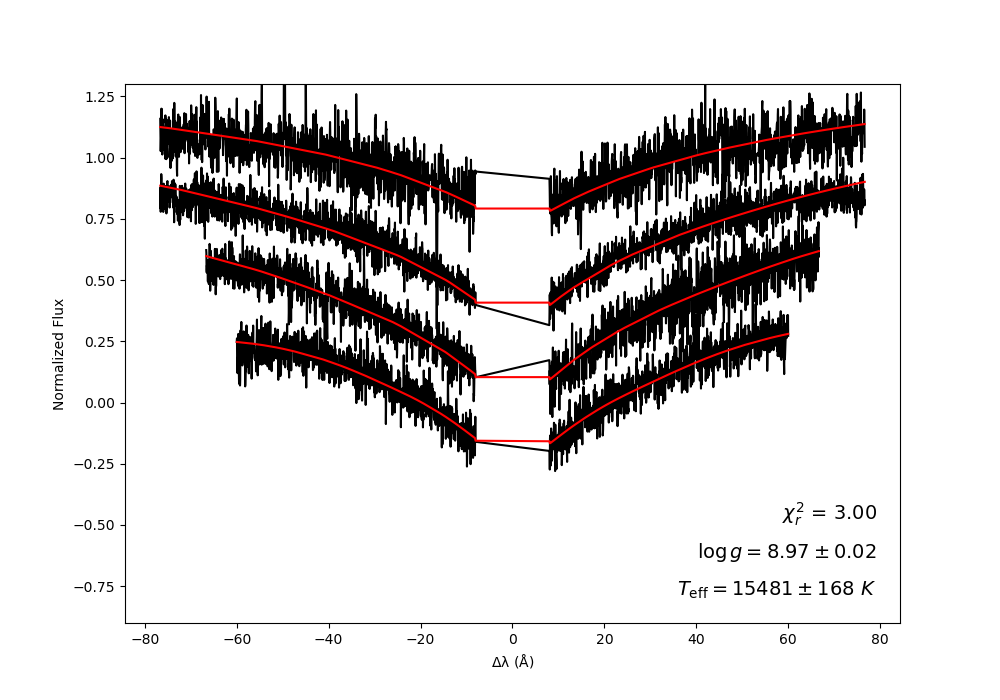 1.25
1.00
0.75
0.50
0.25
0.00
−0.25
−0.50
−0.75
Normalized Flux
χ²ᵣ = 3.00
log g = 8.97 ± 0.02
T_eff = 15481 ± 168 K
−80 −60 −40 −20 0 20 40 60 80
Δλ (Å)